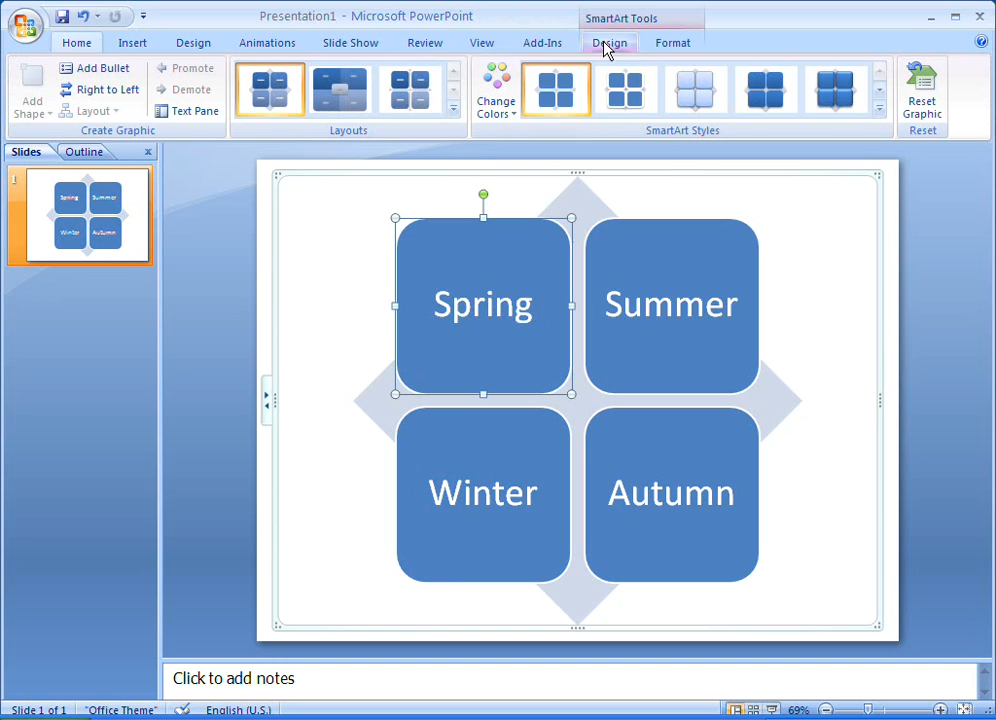 Presentation1 - Microsoft PowerPoint
SmartArt Tools
Home Insert Design Animations Slide Show Review View Add-Ins Design Format
Add Shape
Add Bullet
Right to Left
Layout
Promote
Demote
Text Pane
Create Graphic
Layouts
Change Colors
SmartArt Styles
Reset Graphic
Reset
Slides Outline
1
Spring Summer
Winter Autumn
Spring Summer
Winter Autumn
Click to add notes
Slide 1 of 1 "Office Theme" English (U.S.) 69%